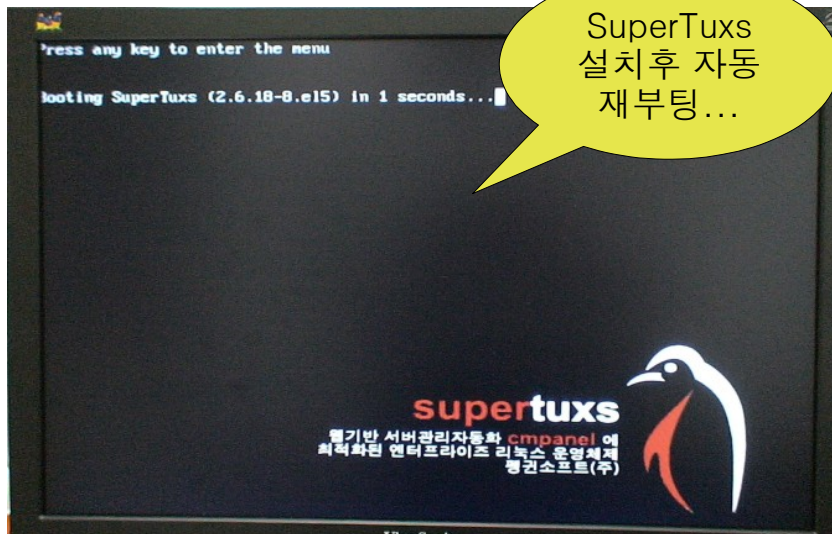 SuperTuxs
설치후 자동
재부팅...
Press any key to enter the menu
Booting SuperTuxs (2.6.18-8.el5) in 1 seconds...
supertuxs
웹기반 서버관리자동화 cmpanel 에
최적화된 엔터프라이즈 리눅스 운영체제
펭귄소프트(주)